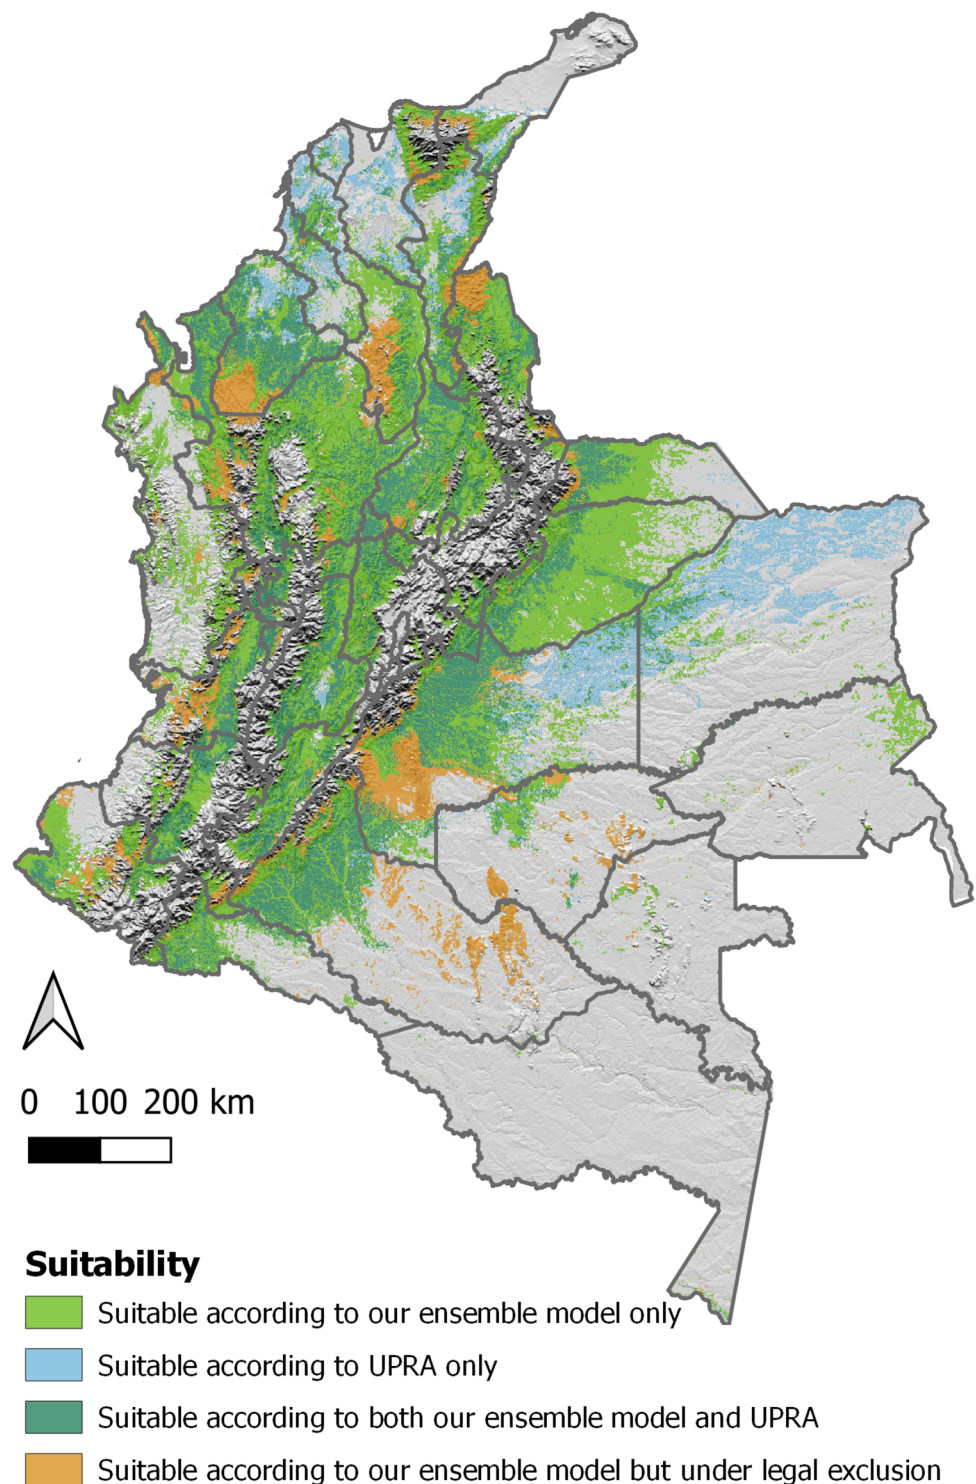 0 100 200 km
Suitability
Suitable according to our ensemble model only
Suitable according to UPRA only
Suitable according to both our ensemble model and UPRA
Suitable according to our ensemble model but under legal exclusion